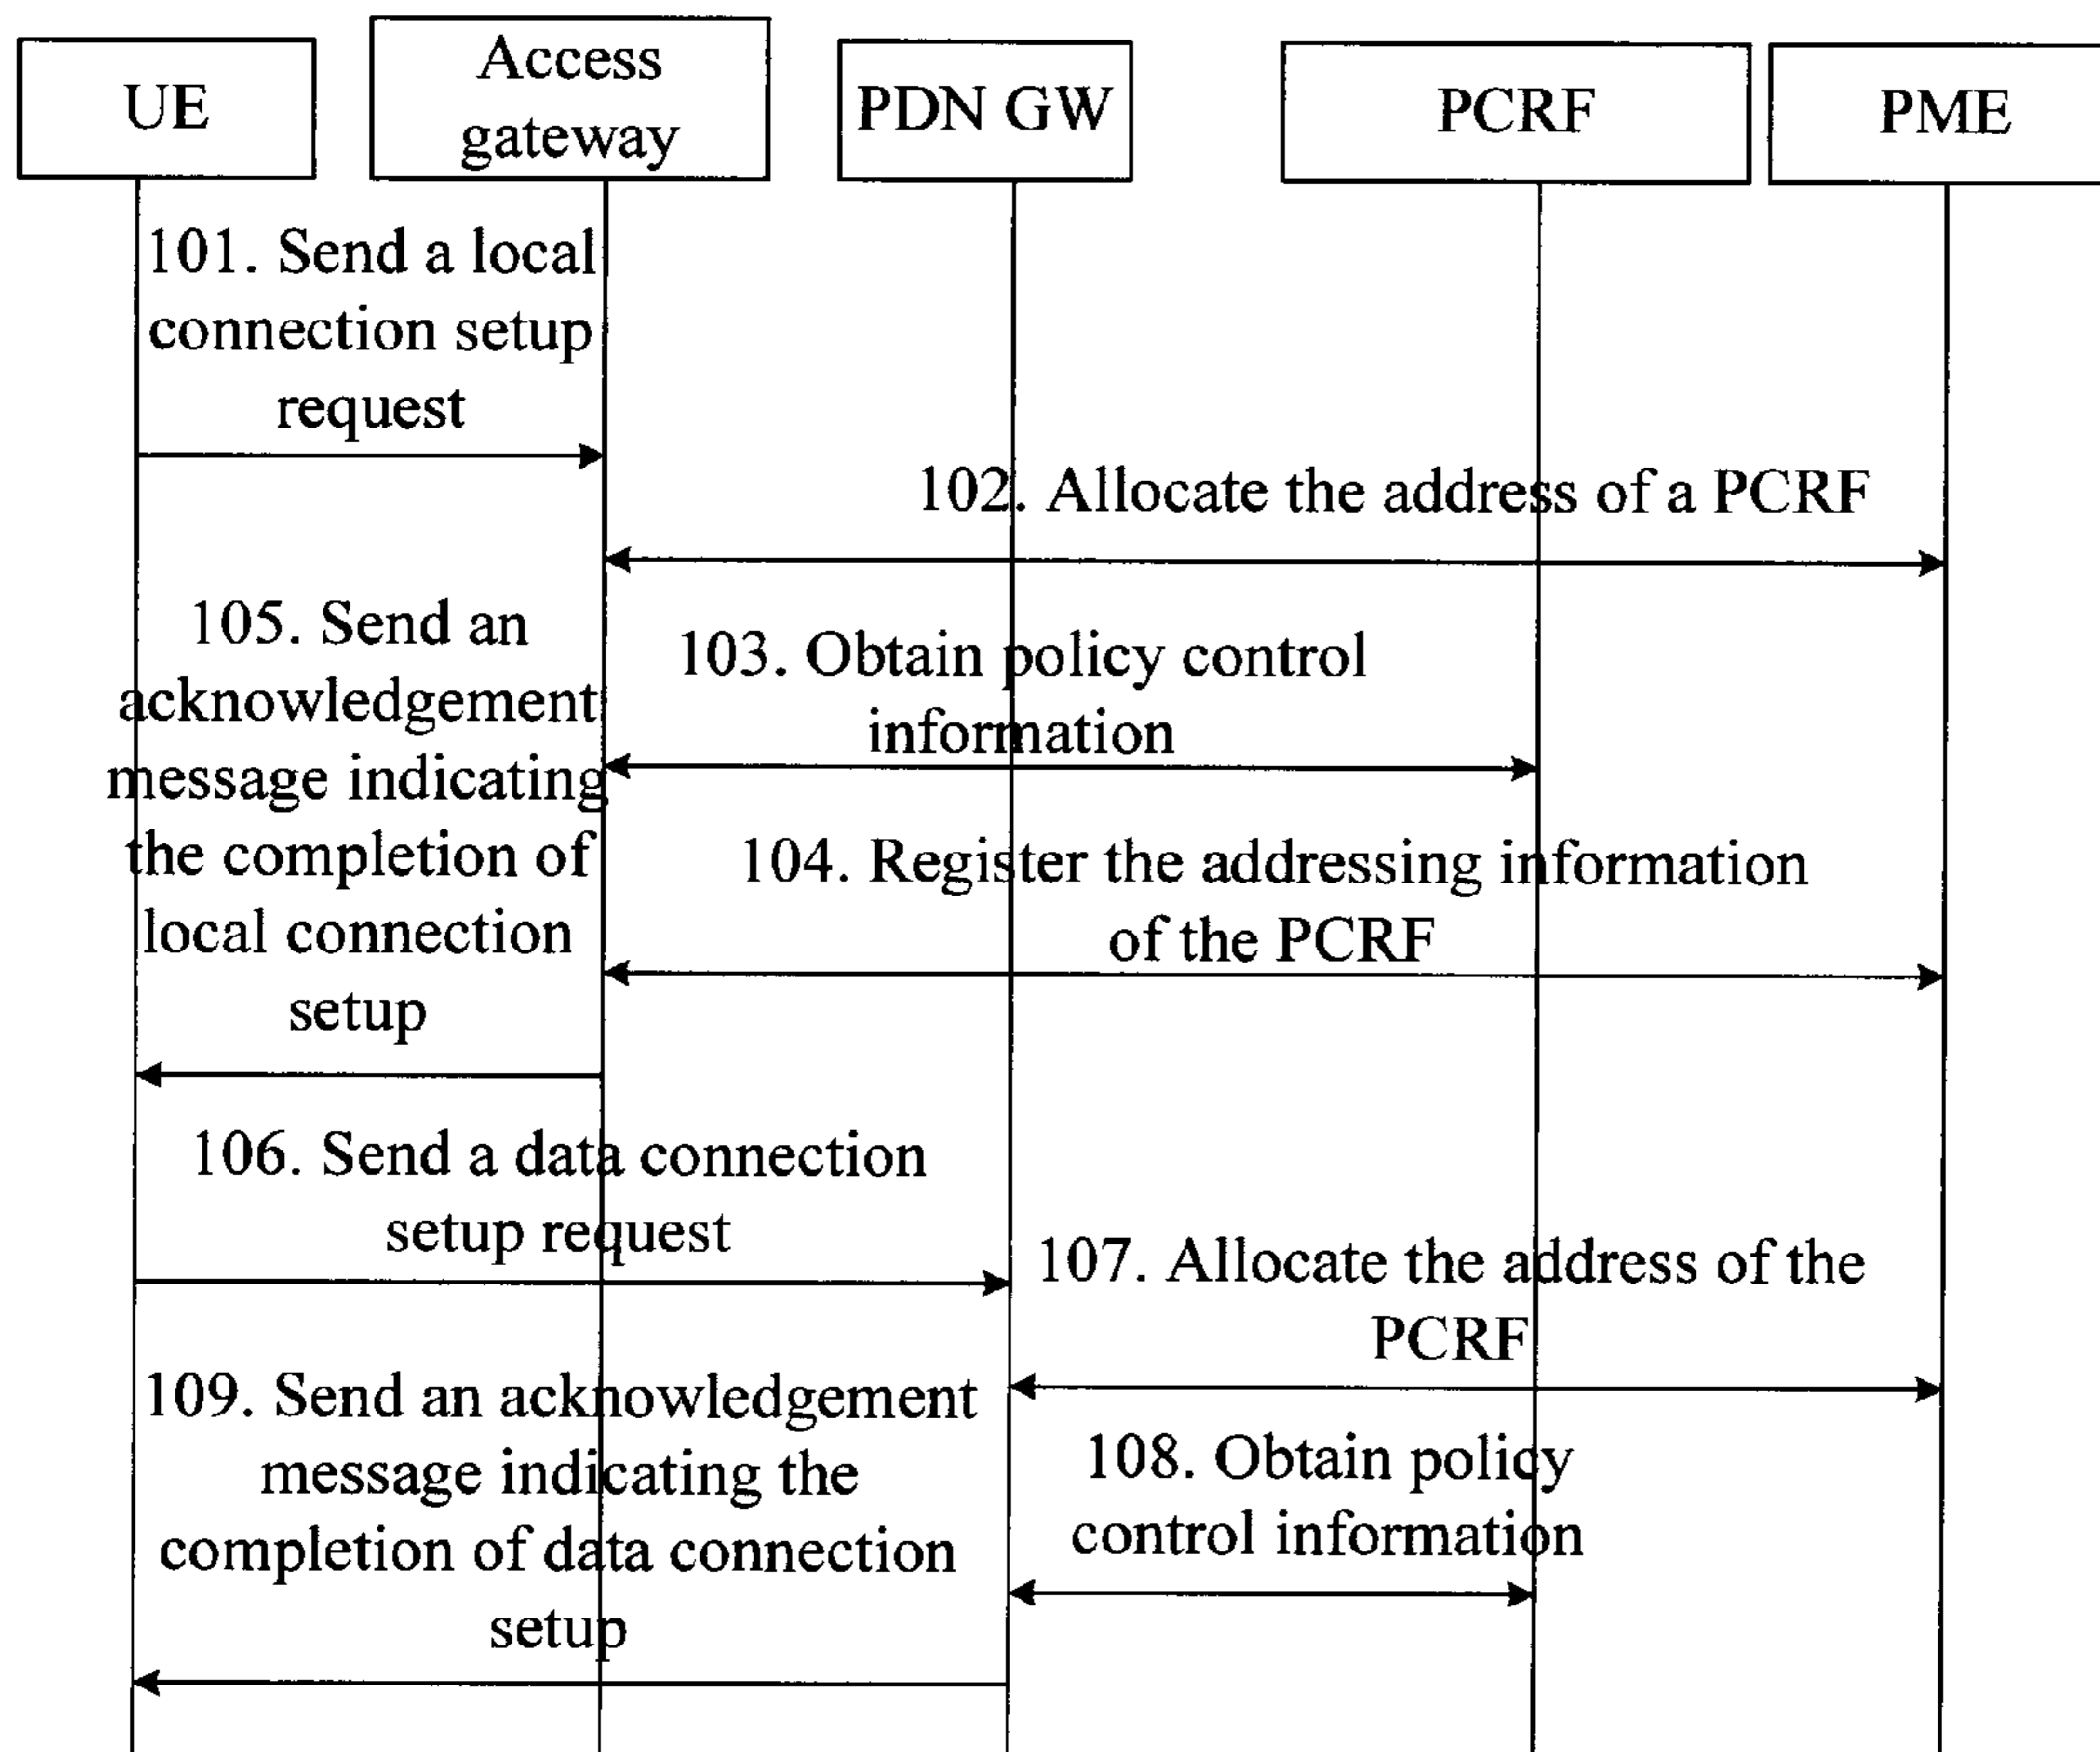 UE
Access
gateway
PDN GW
PCRF
PME
101. Send a local
connection setup
request
102. Allocate the address of a PCRF
105. Send an
acknowledgement
message indicating
the completion of
local connection
setup
103. Obtain policy control
information
104. Register the addressing information
of the PCRF
106. Send a data connection
setup request
107. Allocate the address of the
PCRF
109. Send an acknowledgement
message indicating the
completion of data connection
setup
108. Obtain policy
control information